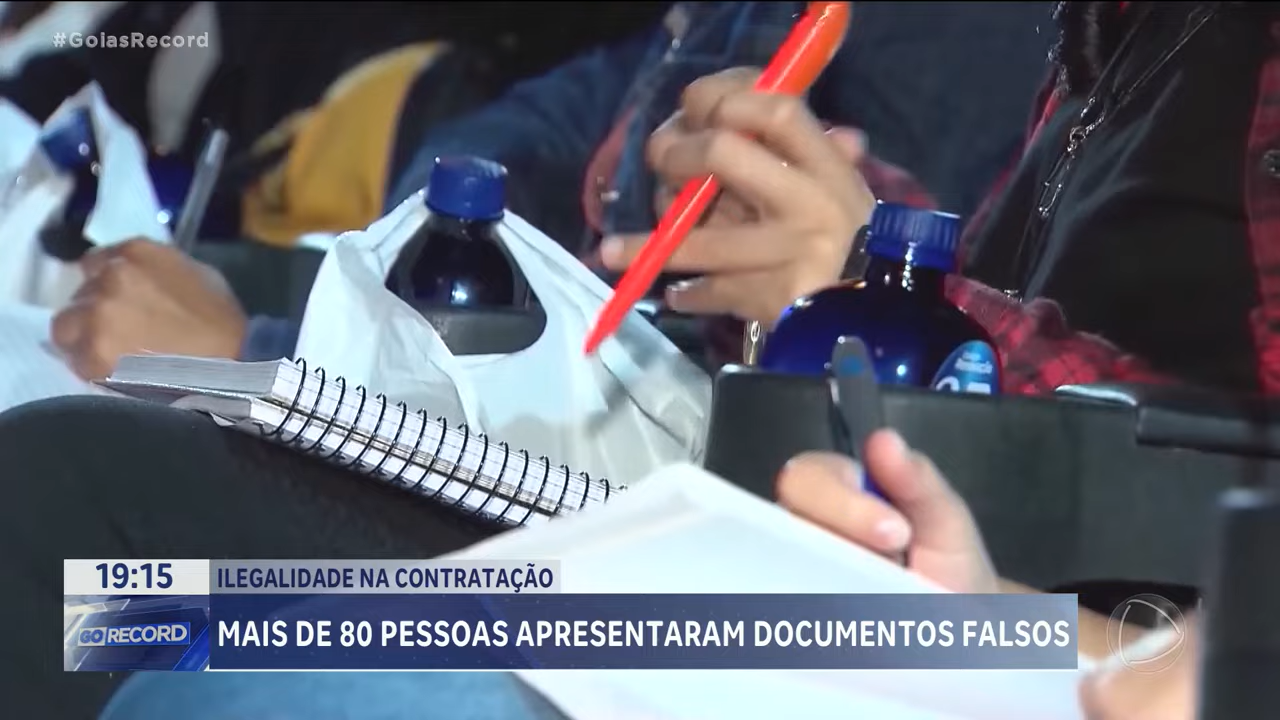 #GoiasRecord
19:15
ILEGALIDADE NA CONTRATAÇÃO
GO RECORD
MAIS DE 80 PESSOAS APRESENTARAM DOCUMENTOS FALSOS